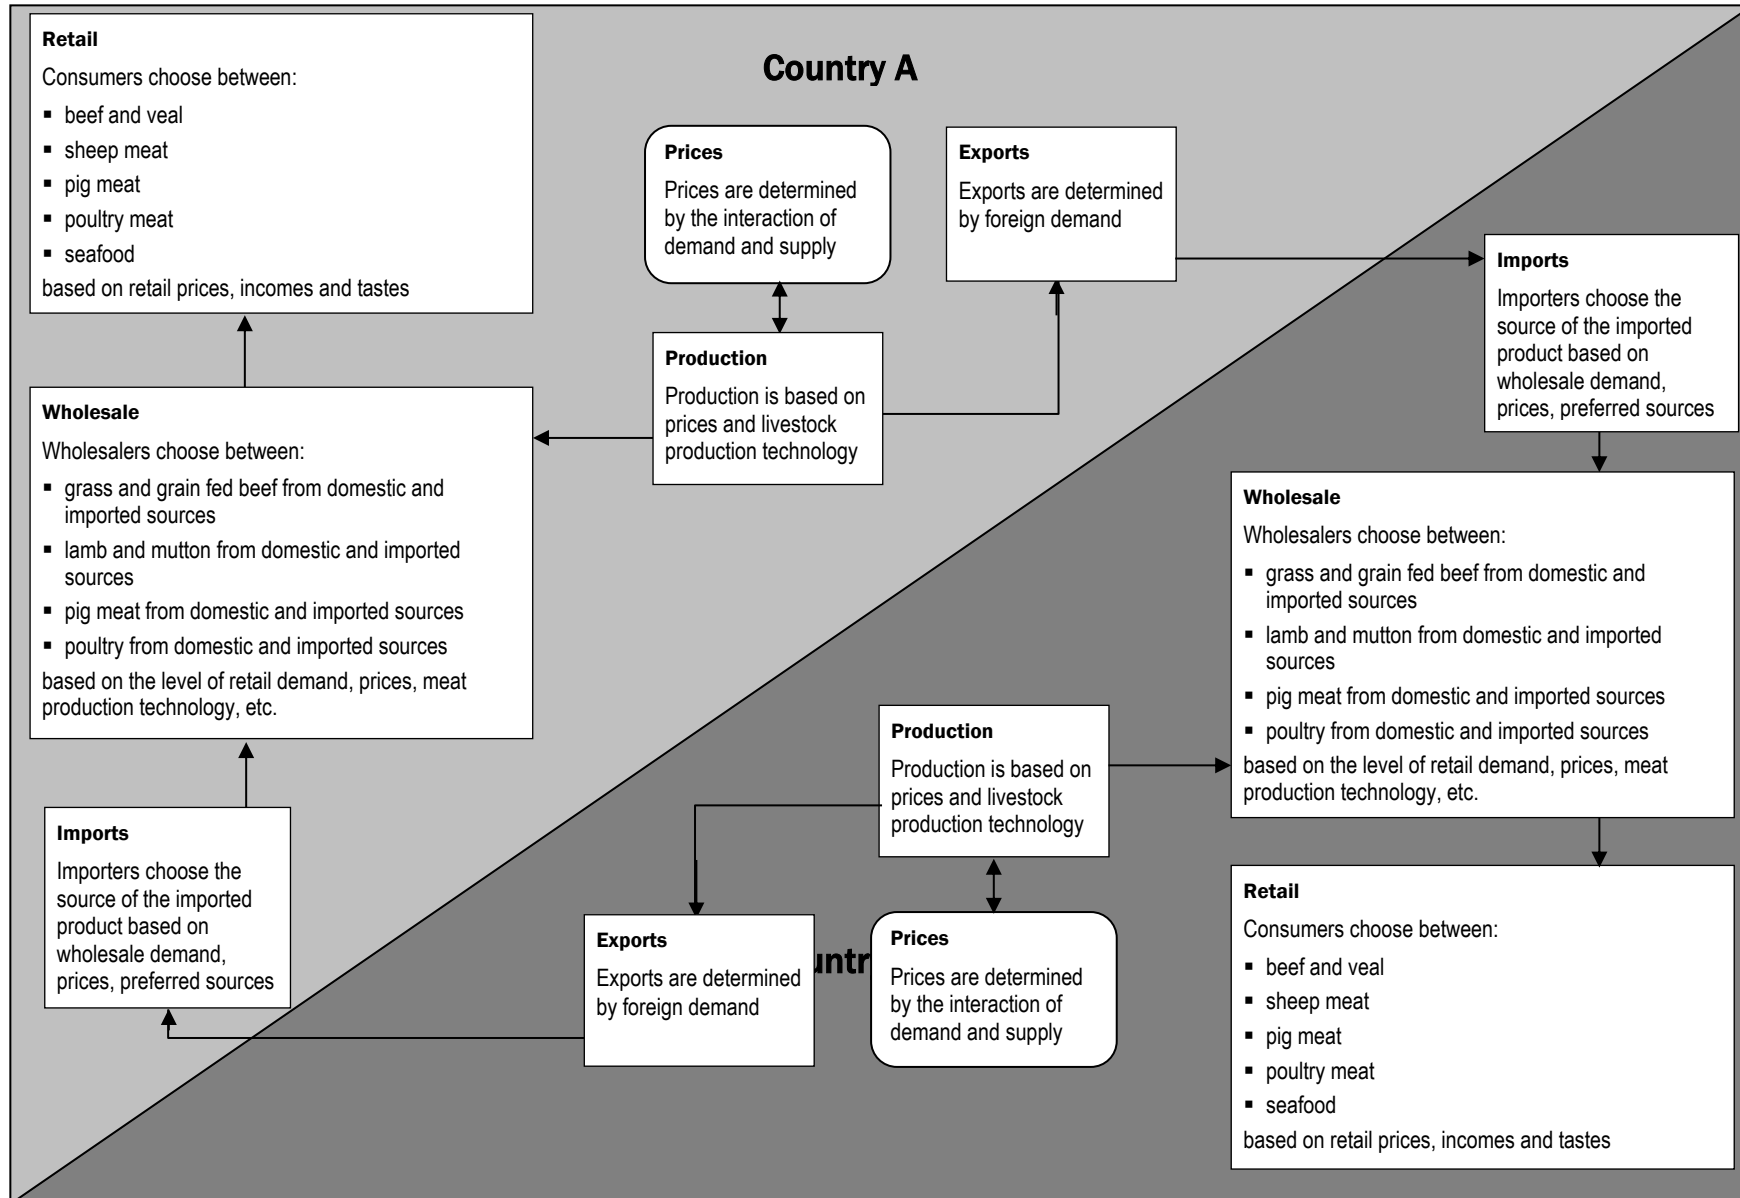 Country A
Retail
Consumers choose between:
▪ beef and veal
▪ sheep meat
▪ pig meat
▪ poultry meat
▪ seafood
based on retail prices, incomes and tastes
Prices
Prices are determined
by the interaction of
demand and supply
Exports
Exports are determined
by foreign demand
Production
Production is based on
prices and livestock
production technology
Wholesale
Wholesalers choose between:
▪ grass and grain fed beef from domestic and
imported sources
▪ lamb and mutton from domestic and imported
sources
▪ pig meat from domestic and imported sources
▪ poultry from domestic and imported sources
based on the level of retail demand, prices, meat
production technology, etc.
Imports
Importers choose the
source of the imported
product based on
wholesale demand,
prices, preferred sources
Imports
Importers choose the
source of the imported
product based on
wholesale demand,
prices, preferred sources
Wholesale
Wholesalers choose between:
▪ grass and grain fed beef from domestic and
imported sources
▪ lamb and mutton from domestic and imported
sources
▪ pig meat from domestic and imported sources
▪ poultry from domestic and imported sources
based on the level of retail demand, prices, meat
production technology, etc.
Production
Production is based on
prices and livestock
production technology
Exports
Exports are determined
by foreign demand
Prices
Prices are determined
by the interaction of
demand and supply
Retail
Consumers choose between:
▪ beef and veal
▪ sheep meat
▪ pig meat
▪ poultry meat
▪ seafood
based on retail prices, incomes and tastes